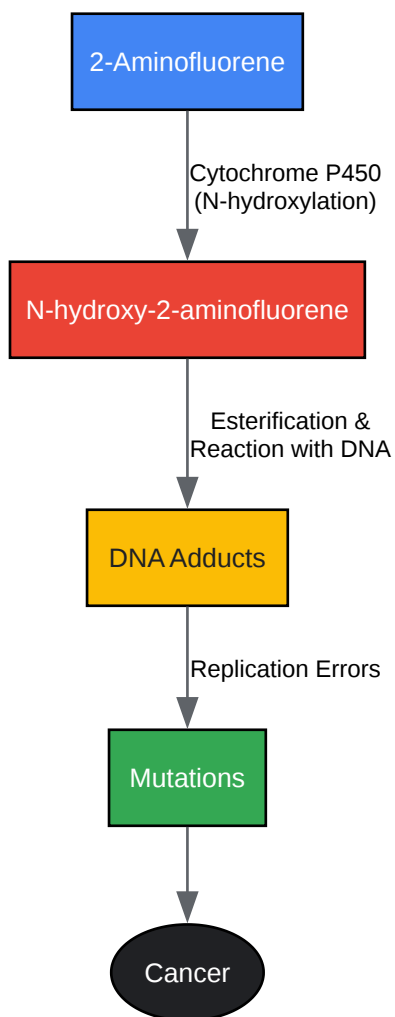 2-Aminofluorene
Cytochrome P450
(N-hydroxylation)
N-hydroxy-2-aminofluorene
Esterification &
Reaction with DNA
DNA Adducts
Replication Errors
Mutations
Cancer